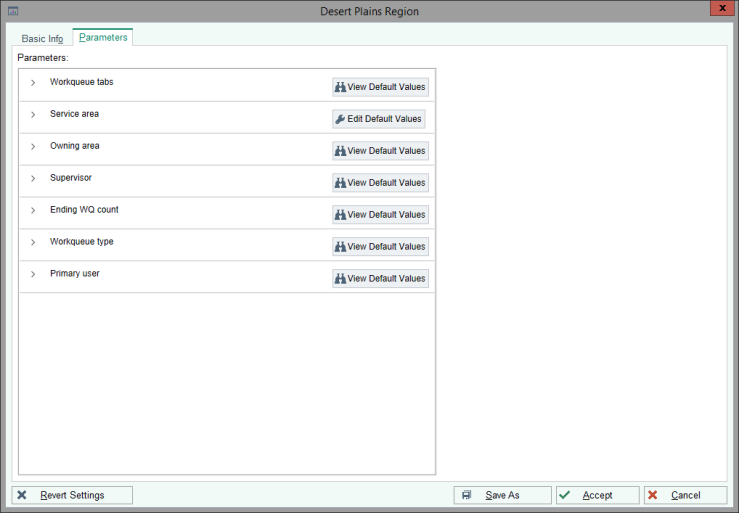 Desert Plains Region
x
Basic Info
Parameters
Parameters:
Workqueue tabs
View Default Values
Service area
Edit Default Values
Owning area
View Default Values
Supervisor
View Default Values
Ending WQ count
View Default Values
Workqueue type
View Default Values
Primary user
View Default Values
Revert Settings
Save As
Accept
Cancel